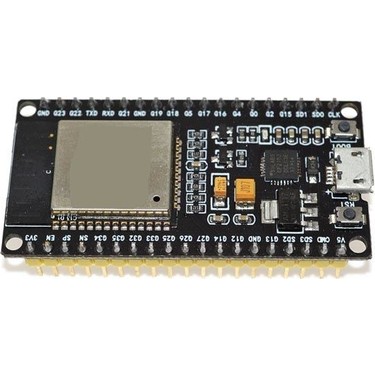 GND G23 G22 TXD RXD G21 GND G19 G18 G5 G17 G16 G4 G0 G2 G15 SD1 SD0 CLK
BOOT
RST
3V3 EN SP SN G34 G35 G32 G33 G25 G26 G27 G14 G12 GND G13 SD2 SD3 CMD V5